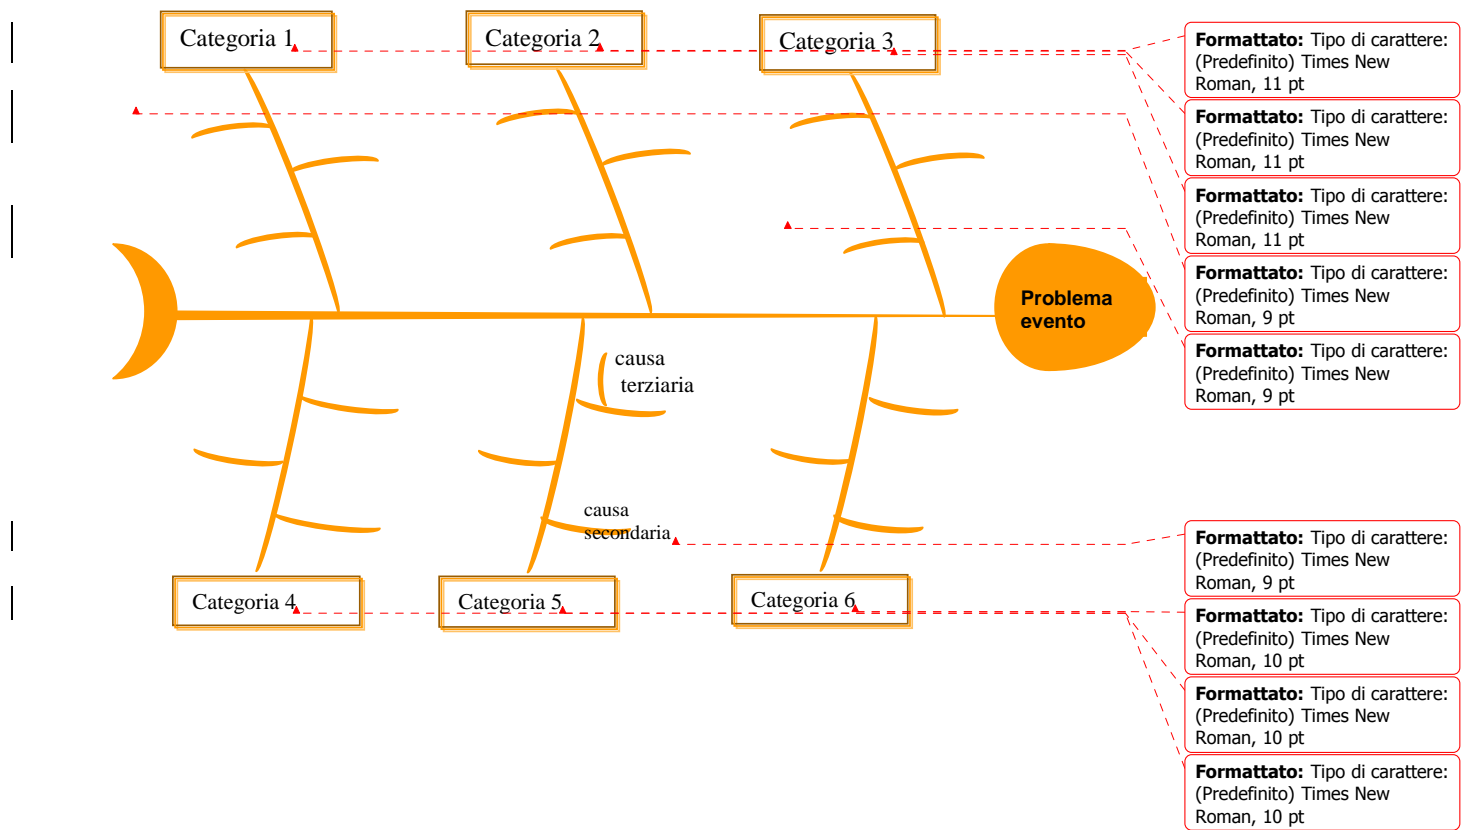 Categoria 1
Categoria 2
Categoria 3
Problema
evento
causa
terziaria
causa
secondaria
Categoria 4
Categoria 5
Categoria 6
Formattato: Tipo di carattere:
(Predefinito) Times New
Roman, 11 pt
Formattato: Tipo di carattere:
(Predefinito) Times New
Roman, 11 pt
Formattato: Tipo di carattere:
(Predefinito) Times New
Roman, 11 pt
Formattato: Tipo di carattere:
(Predefinito) Times New
Roman, 9 pt
Formattato: Tipo di carattere:
(Predefinito) Times New
Roman, 9 pt
Formattato: Tipo di carattere:
(Predefinito) Times New
Roman, 9 pt
Formattato: Tipo di carattere:
(Predefinito) Times New
Roman, 10 pt
Formattato: Tipo di carattere:
(Predefinito) Times New
Roman, 10 pt
Formattato: Tipo di carattere:
(Predefinito) Times New
Roman, 10 pt